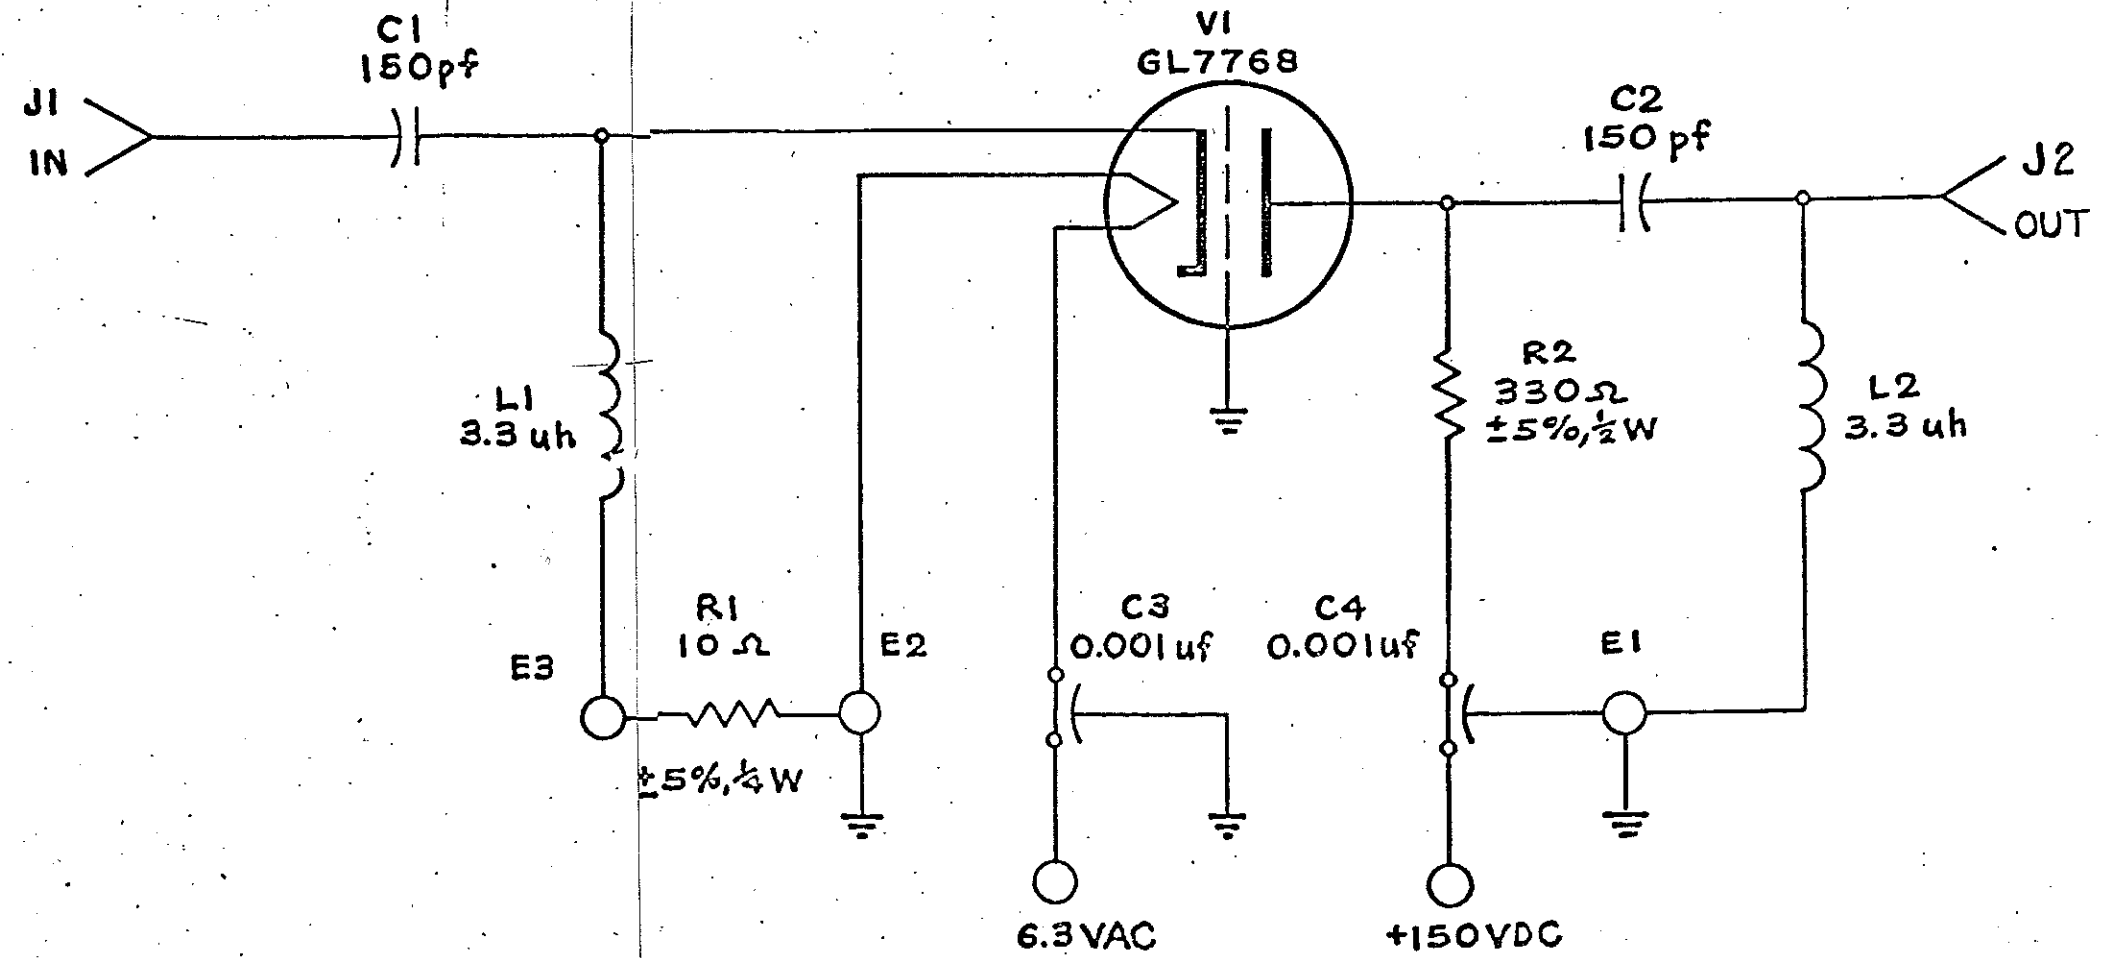 C1
150pf
V1
GL7768
J1
IN
C2
150 pf
J2
OUT
L1
3.3 uh
R2
330Ω
±5%,½W
L2
3.3 uh
E3
R1
10 Ω
±5%,¼W
E2
C3
0.001uf
C4
0.001uf
E1
6.3VAC
+150VDC